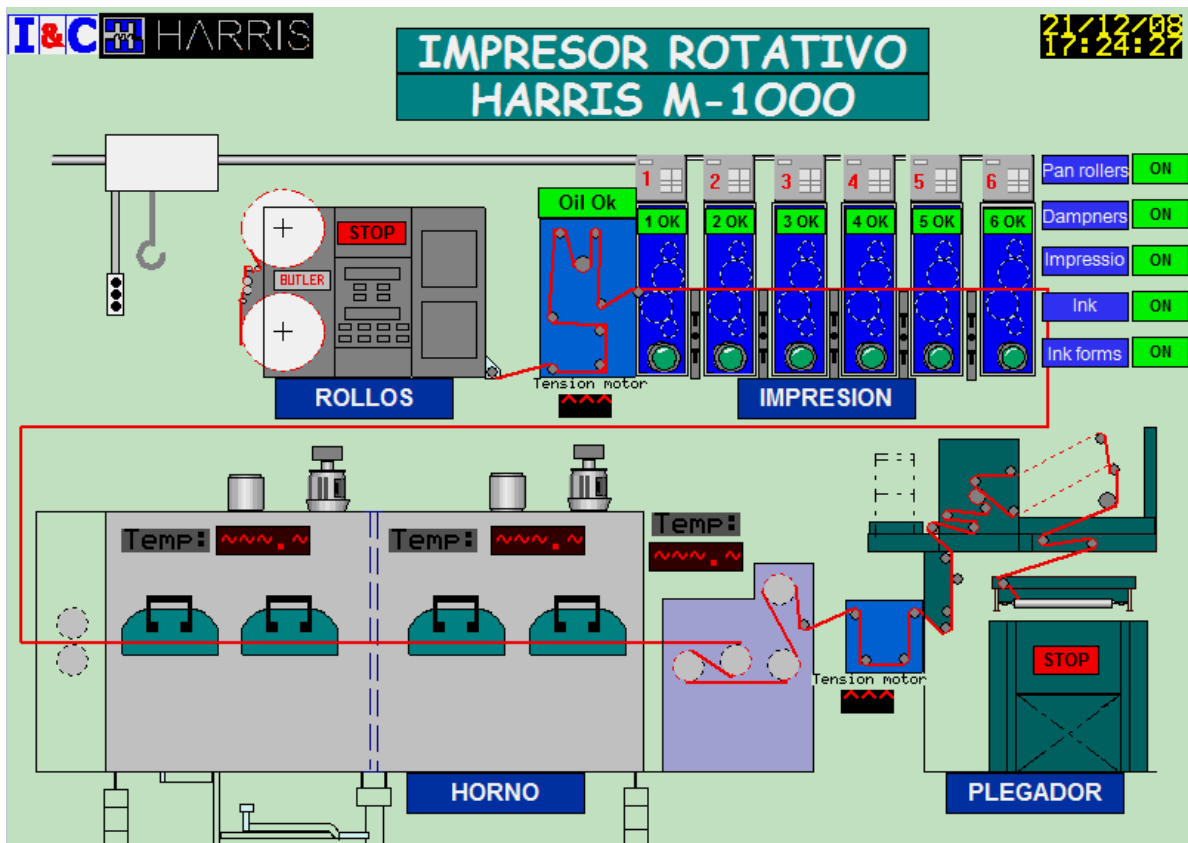 I&C HARRIS
21/12/08
17:24:27
IMPRESOR ROTATIVO
HARRIS M-1000
1
2
3
4
5
6
Pan rollers
ON
Oil Ok
1 OK
2 OK
3 OK
4 OK
5 OK
6 OK
Dampners
ON
STOP
Impressio
ON
BUTLER
Ink
ON
Ink forms
ON
Tension motor
^^^
ROLLOS
IMPRESION
Temp:
~~~.~
Temp:
~~~.~
Temp:
~~~.~
STOP
Tension motor
^^^
HORNO
PLEGADOR